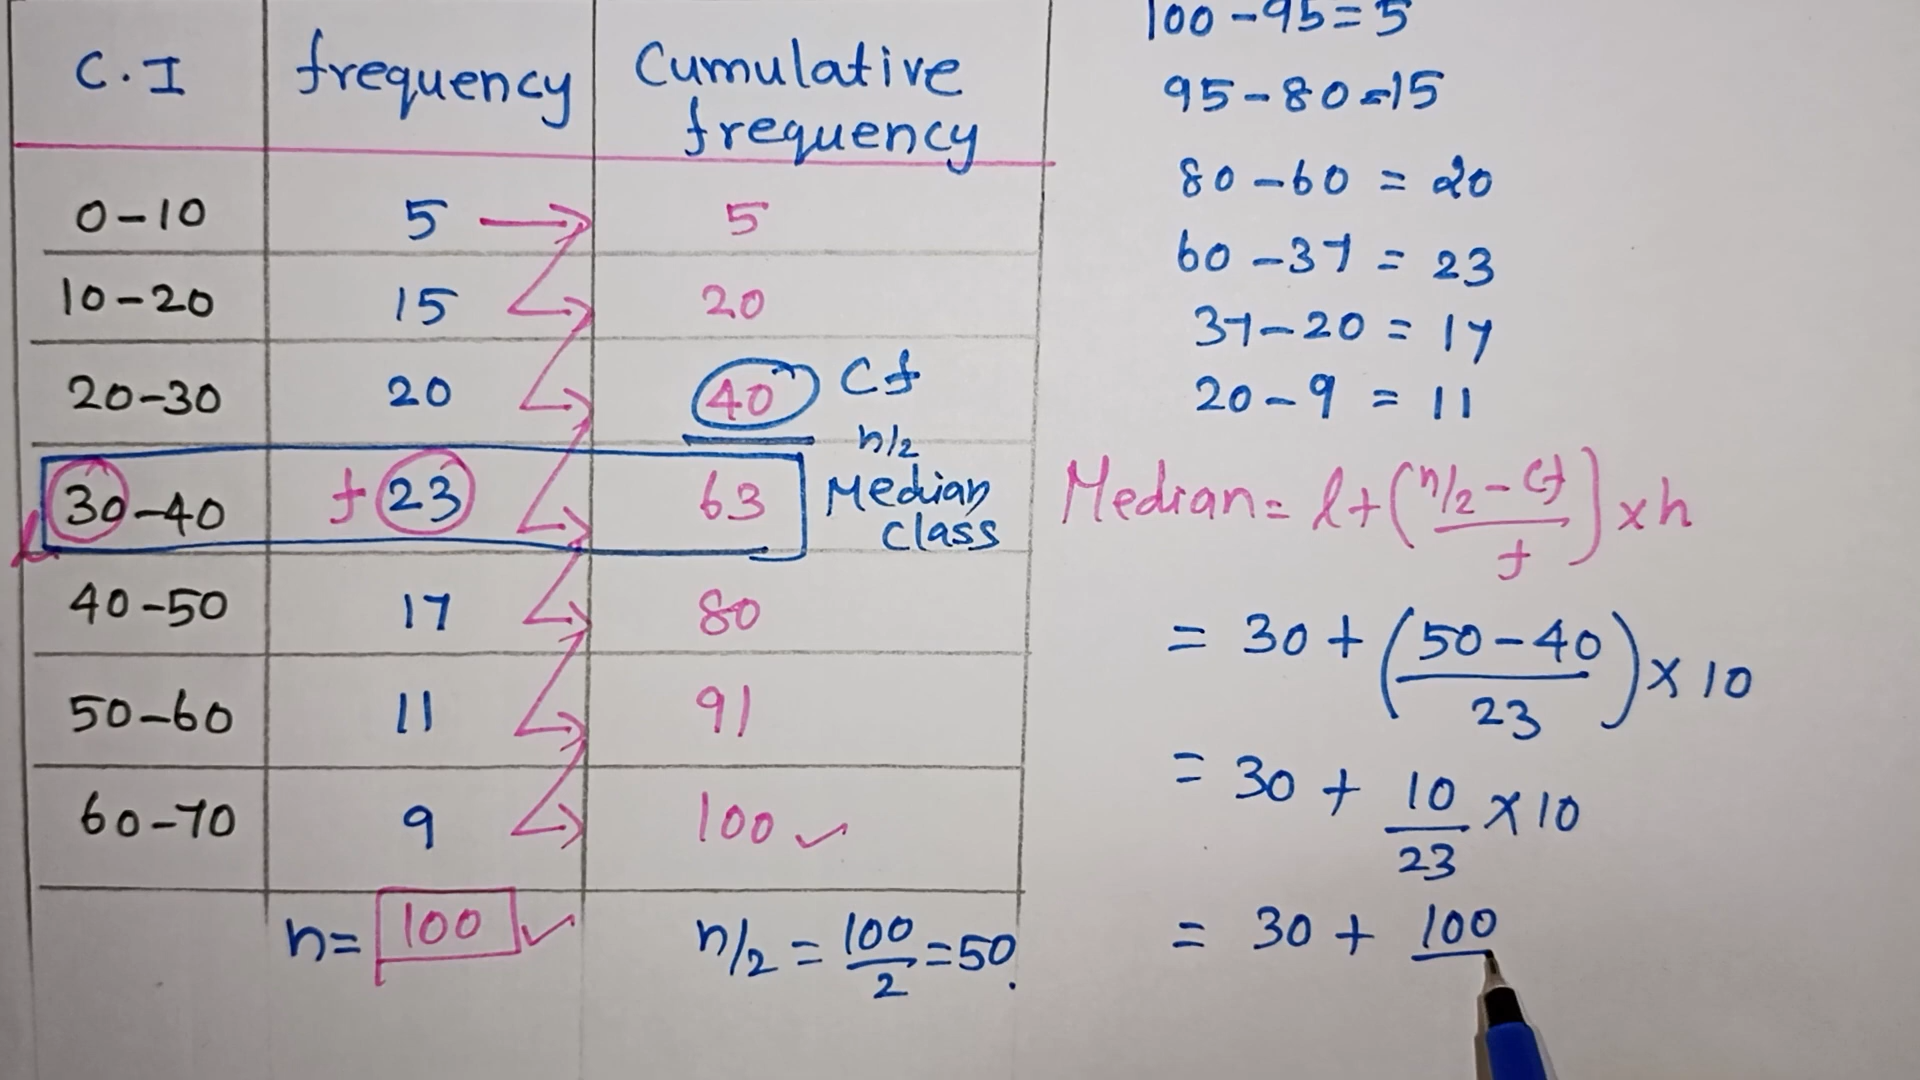 C.I frequency Cumulative frequency
0-10 5 5
10-20 15 20
20-30 20 40 Cf
n/2
l 30-40 f 23 63 Median class
40-50 17 80
50-60 11 91
60-70 9 100 ✓
n= 100 ✓ n/2 = 100/2 =50.
100-95=5
95-80=15
80-60 = 20
60-37 = 23
37-20 = 17
20-9 = 11
Median= l+(n/2-Cf/f)xh
= 30+(50-40/23)x10
= 30+ 10/23 x10
= 30+ 100